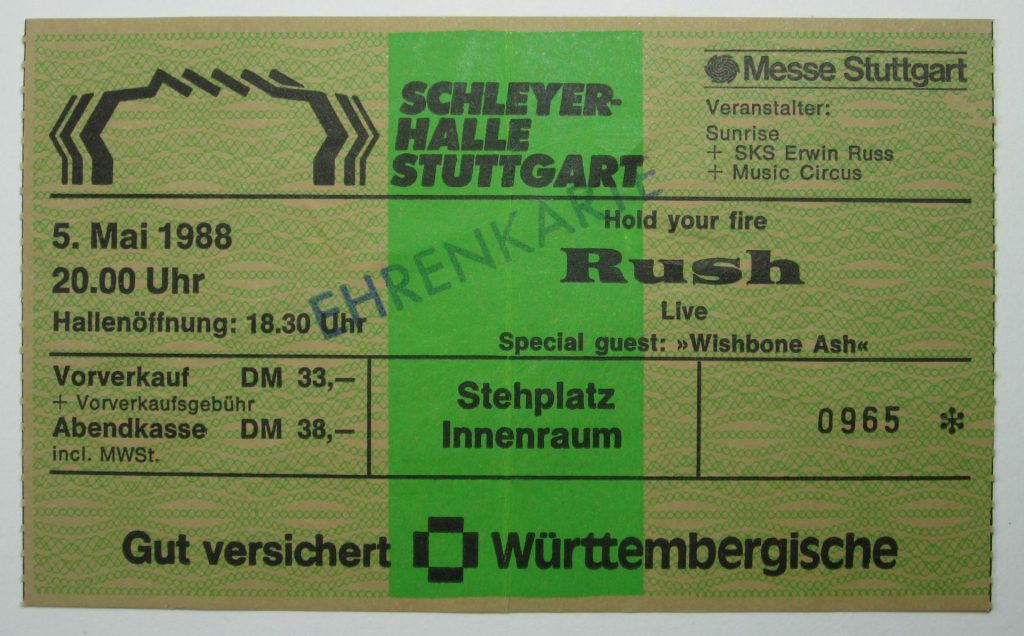 SCHLEYER-
HALLE
STUTTGART
Messe Stuttgart
Veranstalter:
Sunrise
+ SKS Erwin Russ
+ Music Circus
EHRENKARTE
5. Mai 1988
20.00 Uhr
Hallenöffnung: 18.30 Uhr
Hold your fire
Rush
Live
Special guest: »Wishbone Ash«
Vorverkauf DM 33,—
+ Vorverkaufsgebühr
Abendkasse DM 38,—
incl. MWSt.
Stehplatz
Innenraum
0965 *
Gut versichert Württembergische